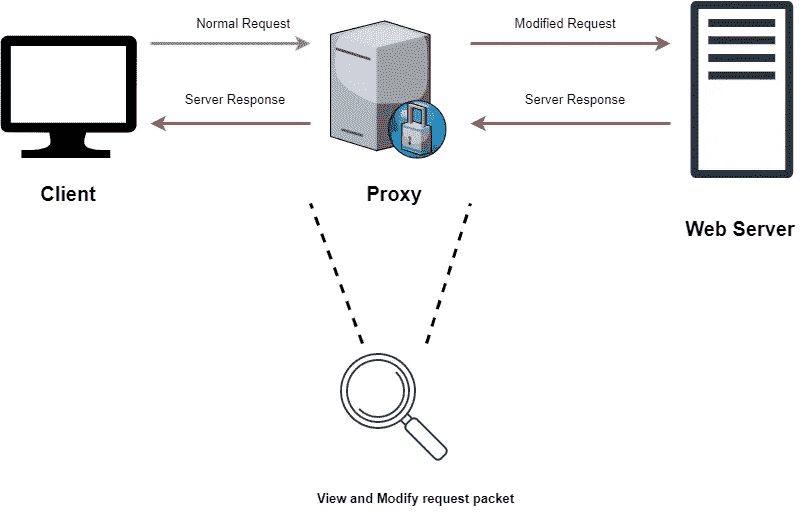 Normal Request
Modified Request
Server Response
Server Response
Client
Proxy
Web Server
View and Modify request packet